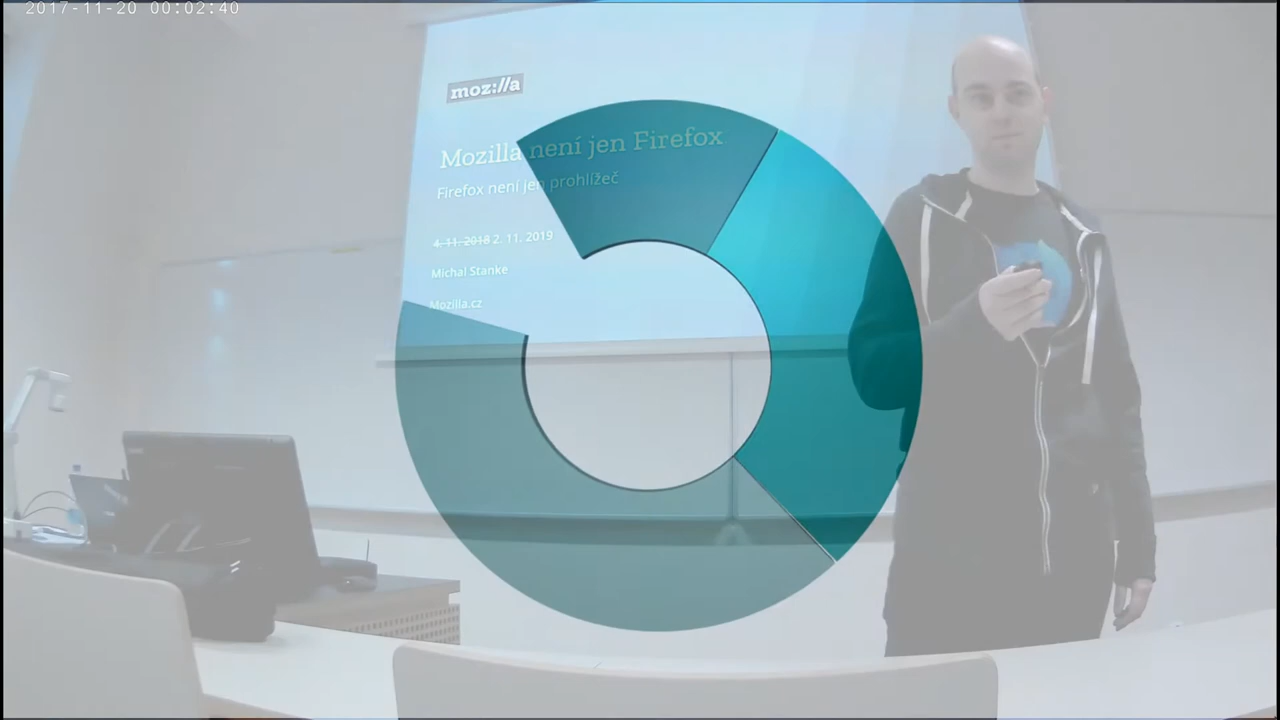 2017-11-20 00:02:40
moz://a
Mozilla není jen Firefox
Firefox není jen prohlížeč
4. 11. 2018 2. 11. 2019
Michal Stanke
Mozilla.cz